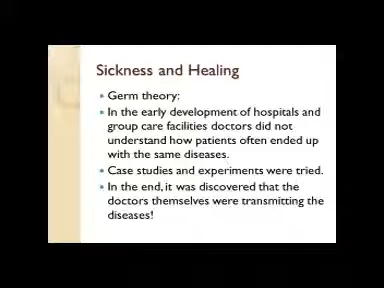 Sickness and Healing
Germ theory:
In the early development of hospitals and
group care facilities doctors did not
understand how patients often ended up
with the same diseases.
Case studies and experiments were tried.
In the end, it was discovered that the
doctors themselves were transmitting the
diseases!